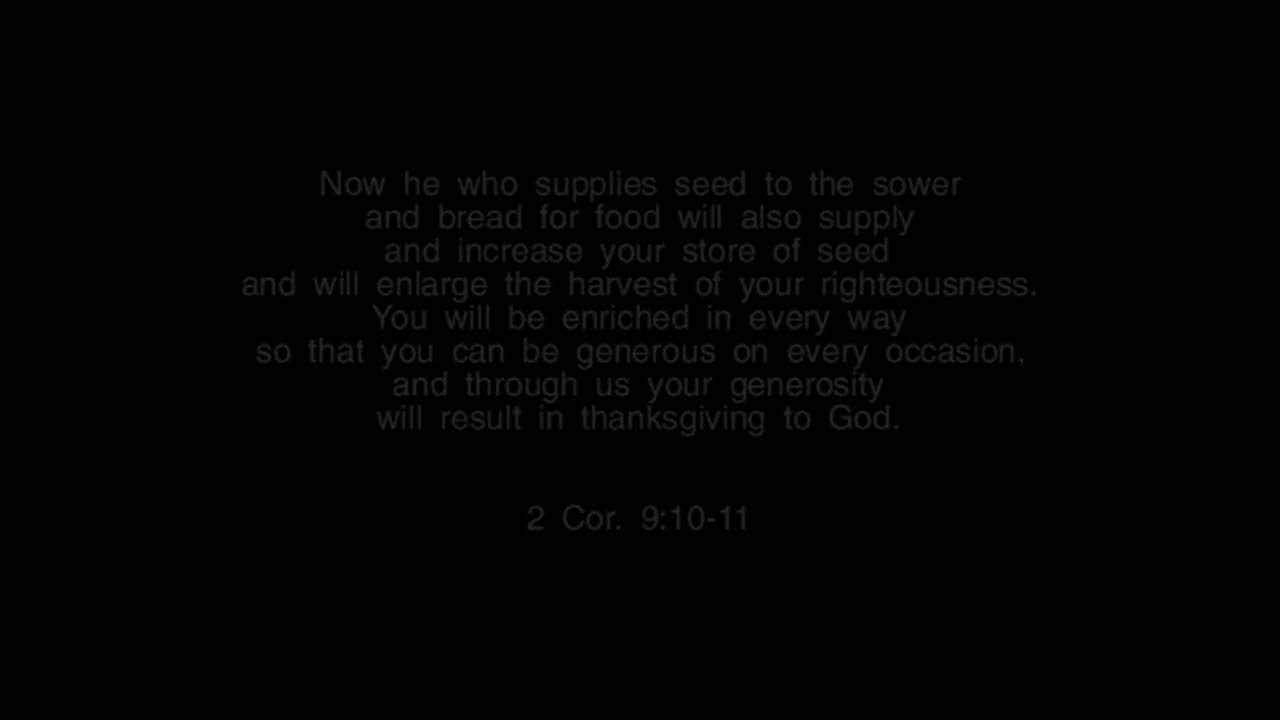 Now he who supplies seed to the sower
and bread for food will also supply
and increase your store of seed
and will enlarge the harvest of your righteousness.
You will be enriched in every way
so that you can be generous on every occasion,
and through us your generosity
will result in thanksgiving to God.
2 Cor. 9:10-11